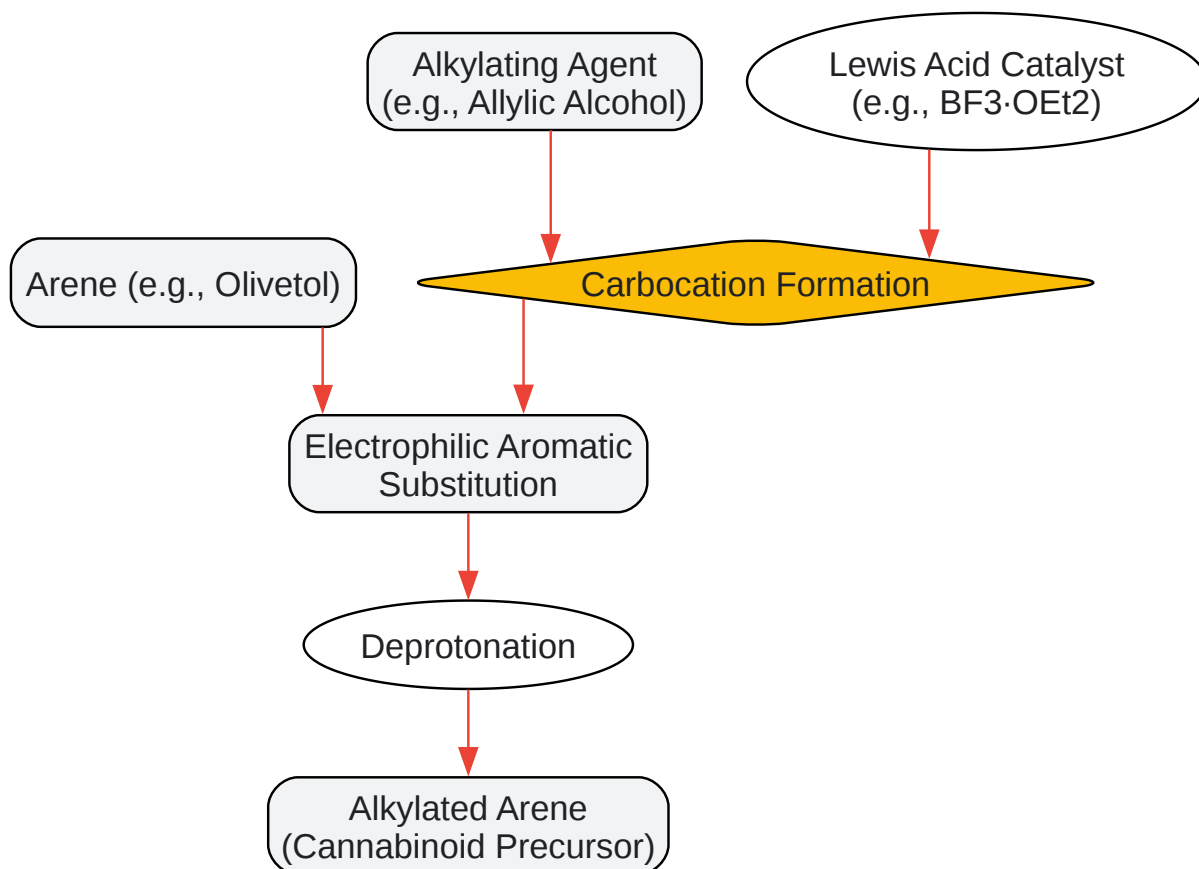 Alkylating Agent
(e.g., Allylic Alcohol)
Lewis Acid Catalyst
(e.g., BF3·OEt2)
Arene (e.g., Olivetol)
Carbocation Formation
Electrophilic Aromatic
Substitution
Deprotonation
Alkylated Arene
(Cannabinoid Precursor)